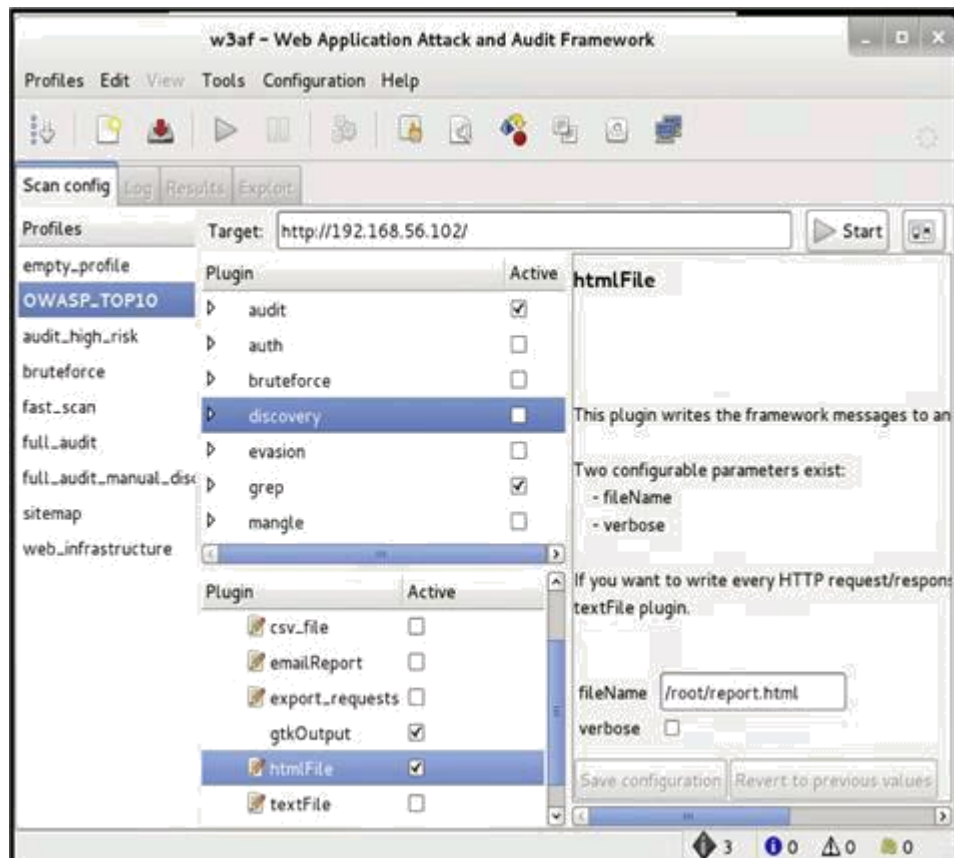 w3af - Web Application Attack and Audit Framework
Profiles Edit View Tools Configuration Help
Scan config Log Results Exploit
Profiles
empty_profile
OWASP_TOP10
audit_high_risk
bruteforce
fast_scan
full_audit
full_audit_manual_disc
sitemap
web_infrastructure
Target: http://192.168.56.102/ Start
Plugin Active
audit
auth
bruteforce
discovery
evasion
grep
mangle
Plugin Active
csv_file
emailReport
export_requests
gtkOutput
htmlFile
textFile
htmlFile
This plugin writes the framework messages to an
Two configurable parameters exist:
- fileName
- verbose
If you want to write every HTTP request/respons
textFile plugin.
fileName /root/report.html
verbose
Save configuration Revert to previous values
3 0 0 0